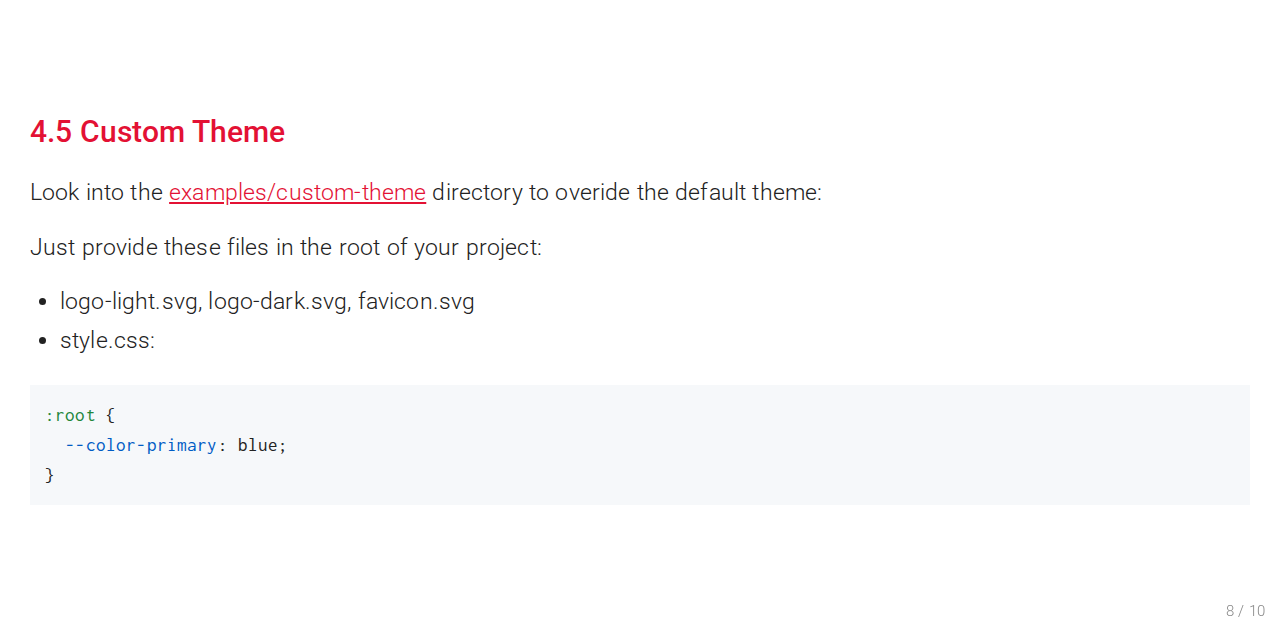 4.5 Custom Theme
Look into the examples/custom-theme directory to overide the default theme:
Just provide these files in the root of your project:
• logo-light.svg, logo-dark.svg, favicon.svg
• style.css:
:root {
  --color-primary: blue;
}
8 / 10